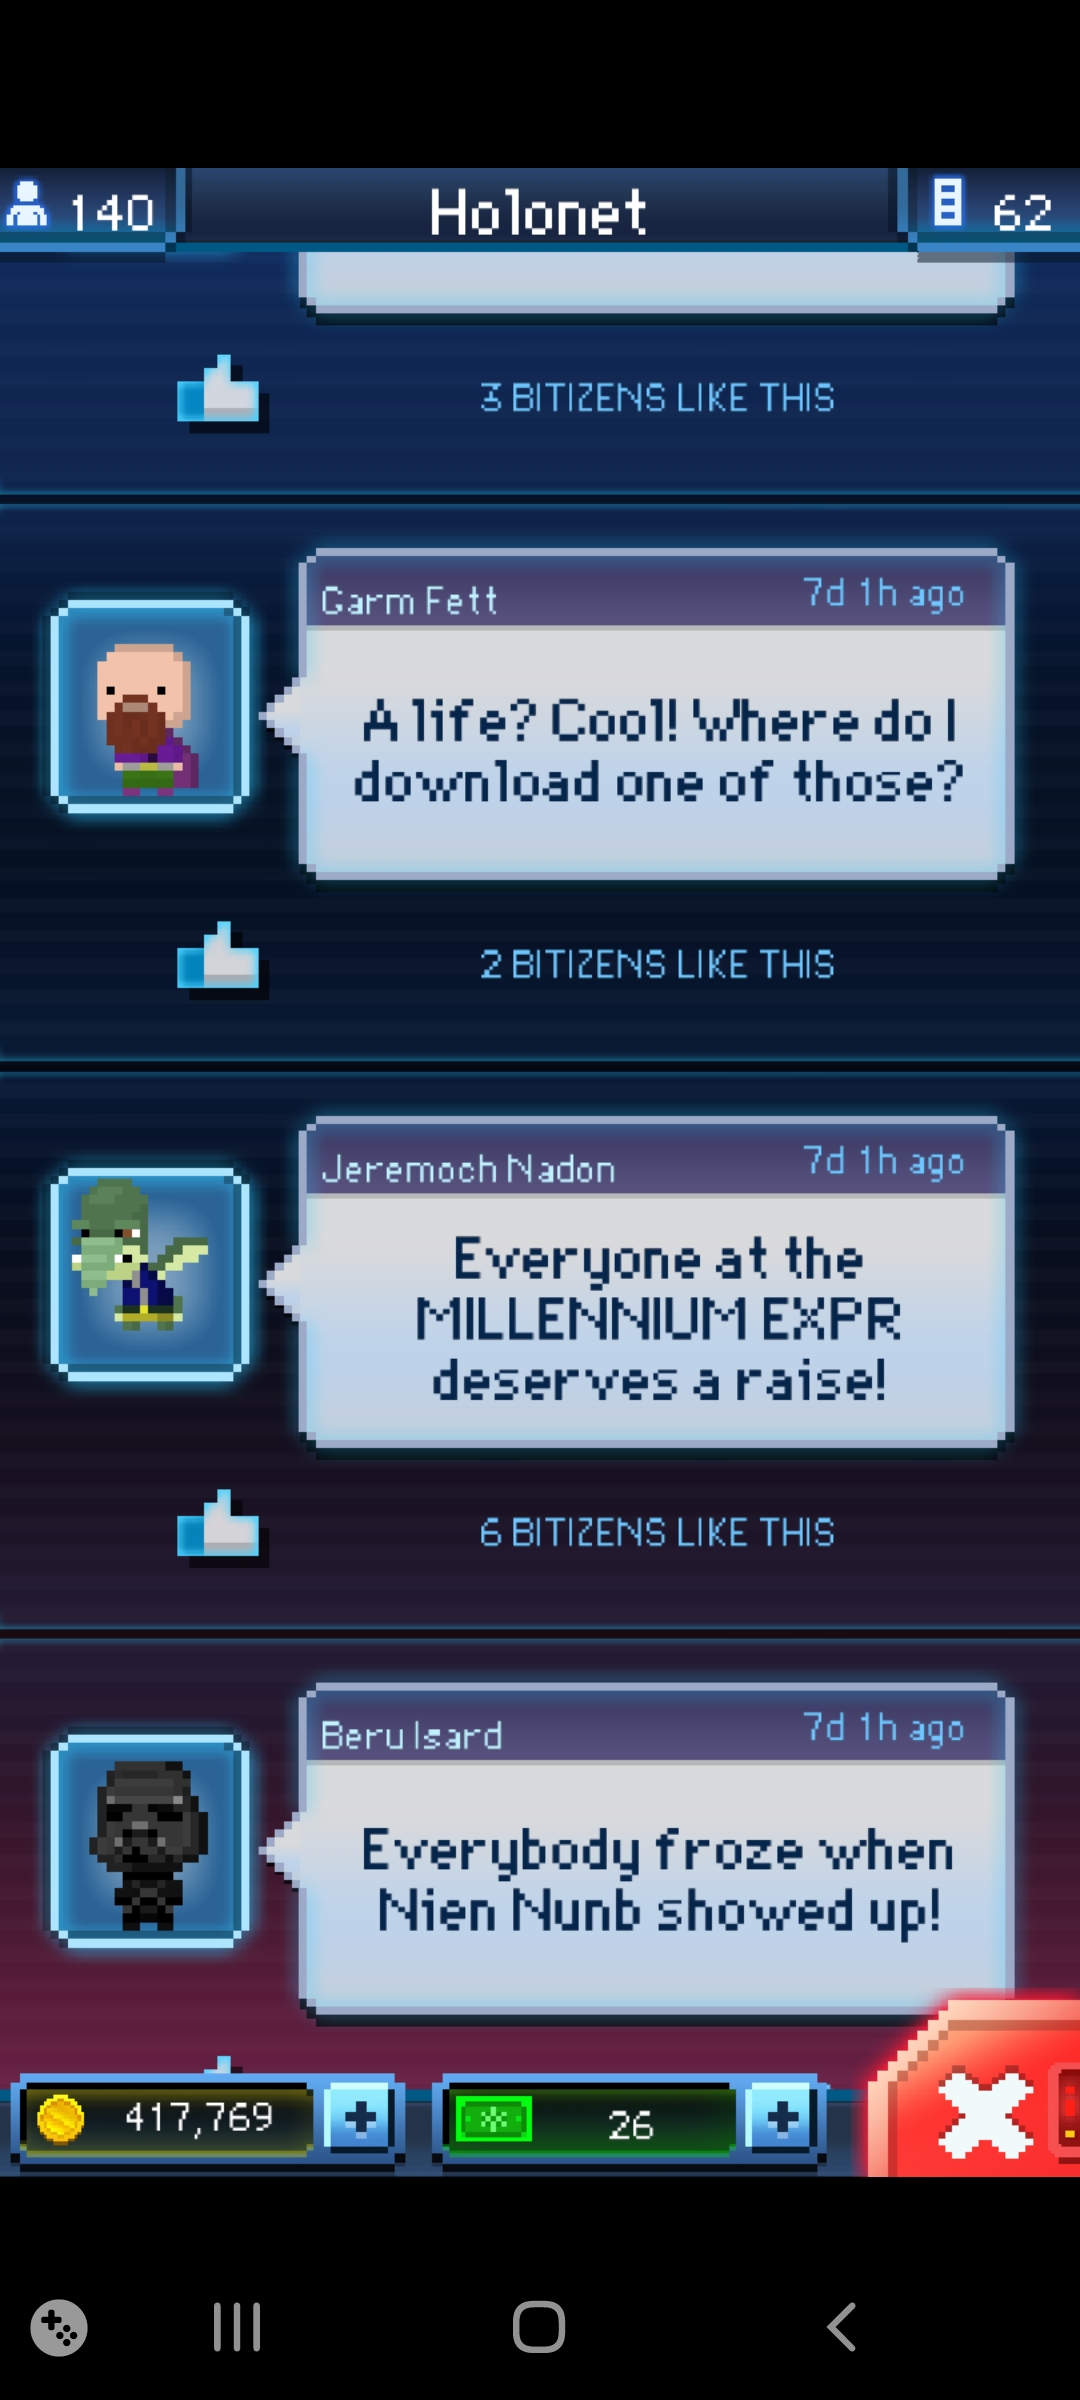 140
Holonet
62
3 BITIZENS LIKE THIS
Garm Fett
7d 1h ago
A life? Cool! Where do I
download one of those?
2 BITIZENS LIKE THIS
Jeremoch Nadon
7d 1h ago
Everyone at the
MILLENNIUM EXPR
deserves a raise!
6 BITIZENS LIKE THIS
Beru Isard
7d 1h ago
Everybody froze when
Nien Nunb showed up!
417,769
26